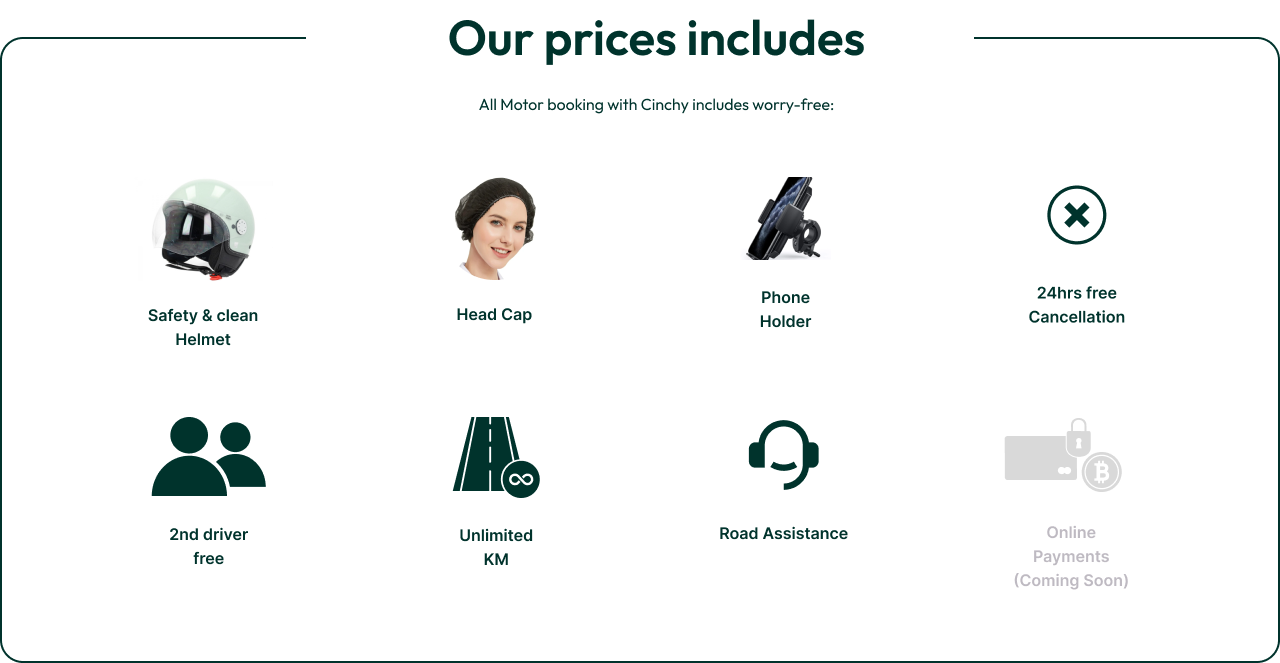 Our prices includes
All Motor booking with Cinchy includes worry-free:
Safety & clean
Helmet
Head Cap
Phone
Holder
24hrs free
Cancellation
2nd driver
free
Unlimited
KM
Road Assistance
Online
Payments
(Coming Soon)